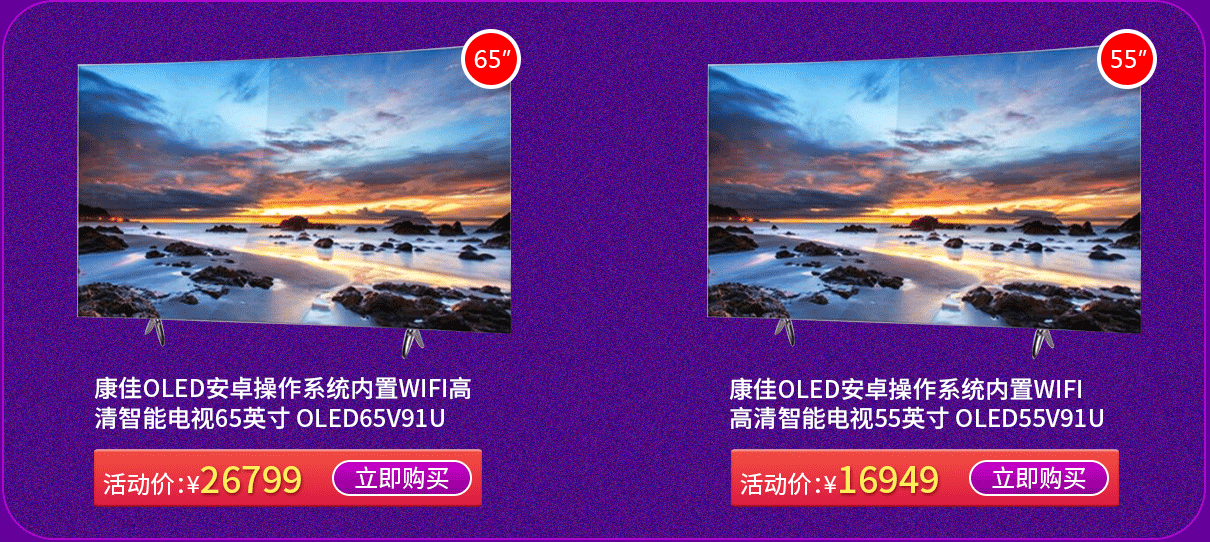 65″
55″
康佳OLED安卓操作系统内置WIFI高
清智能电视65英寸 OLED65V91U
活动价:¥26799 立即购买
康佳OLED安卓操作系统内置WIFI
高清智能电视55英寸 OLED55V91U
活动价:¥16949 立即购买